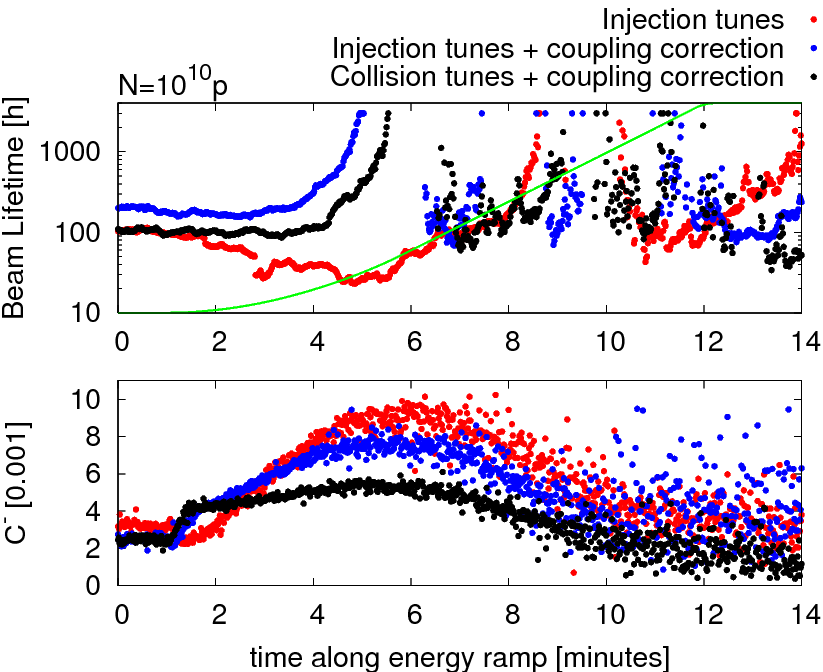 Injection tunes
Injection tunes + coupling correction
Collision tunes + coupling correction
N=10^10p
Beam Lifetime [h]
1000
100
10
0 2 4 6 8 10 12 14
C^- [0.001]
10
8
6
4
2
0
0 2 4 6 8 10 12 14
time along energy ramp [minutes]